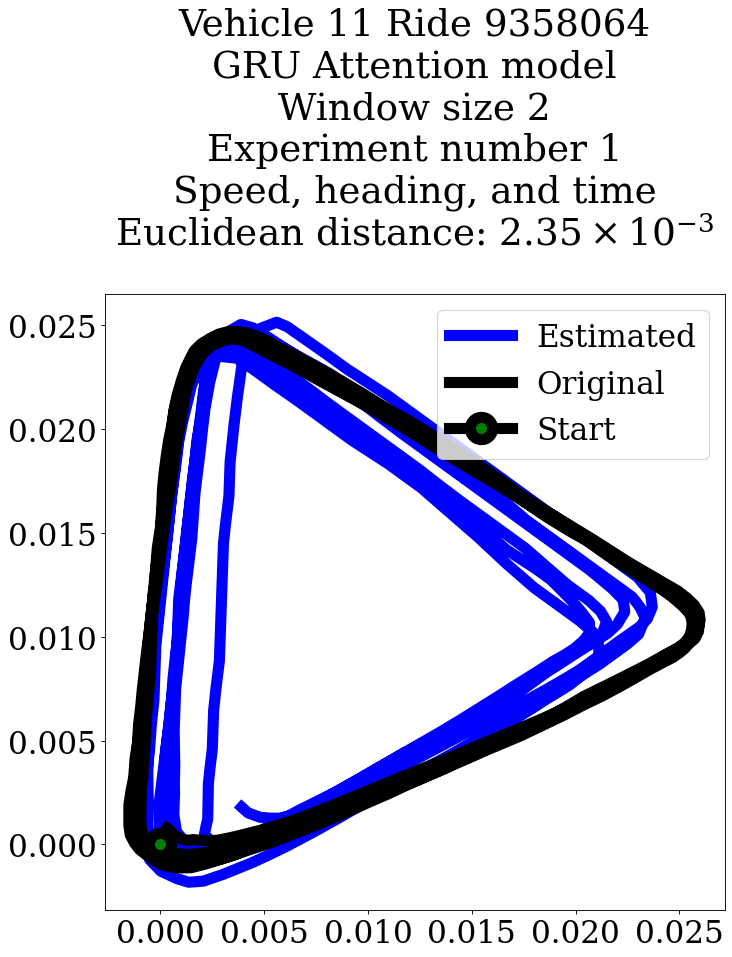 Vehicle 11 Ride 9358064
GRU Attention model
Window size 2
Experiment number 1
Speed, heading, and time
Euclidean distance: 2.35 × 10⁻³
Estimated
Original
Start
0.025
0.020
0.015
0.010
0.005
0.000
0.000 0.005 0.010 0.015 0.020 0.025